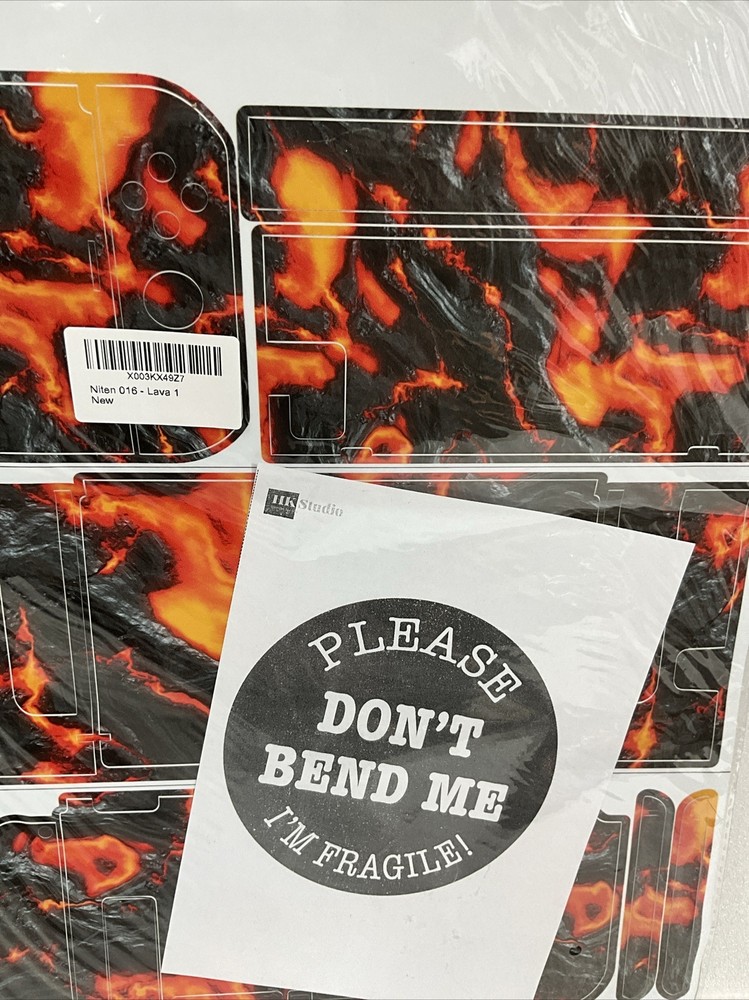 X003KX49Z7
Niten 016 - Lava 1
New
HK Studio
PLEASE
DON'T
BEND ME
I'M FRAGILE!